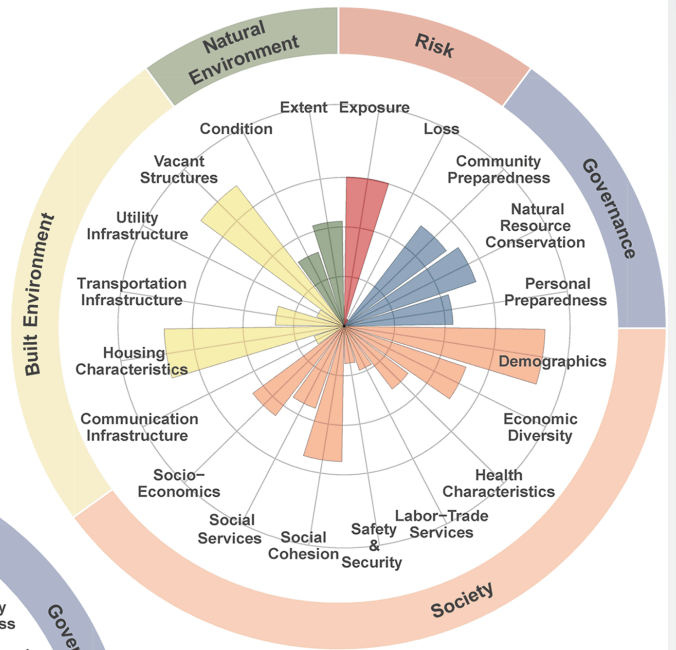 Natural
Environment
Risk
Governance
Built Environment
Society
Extent
Exposure
Condition
Loss
Vacant
Structures
Community
Preparedness
Utility
Infrastructure
Natural
Resource
Conservation
Transportation
Infrastructure
Personal
Preparedness
Housing
Characteristics
Demographics
Communication
Infrastructure
Economic
Diversity
Socio−
Economics
Health
Characteristics
Social
Services
Labor−Trade
Services
Social
Cohesion
Safety
&
Security